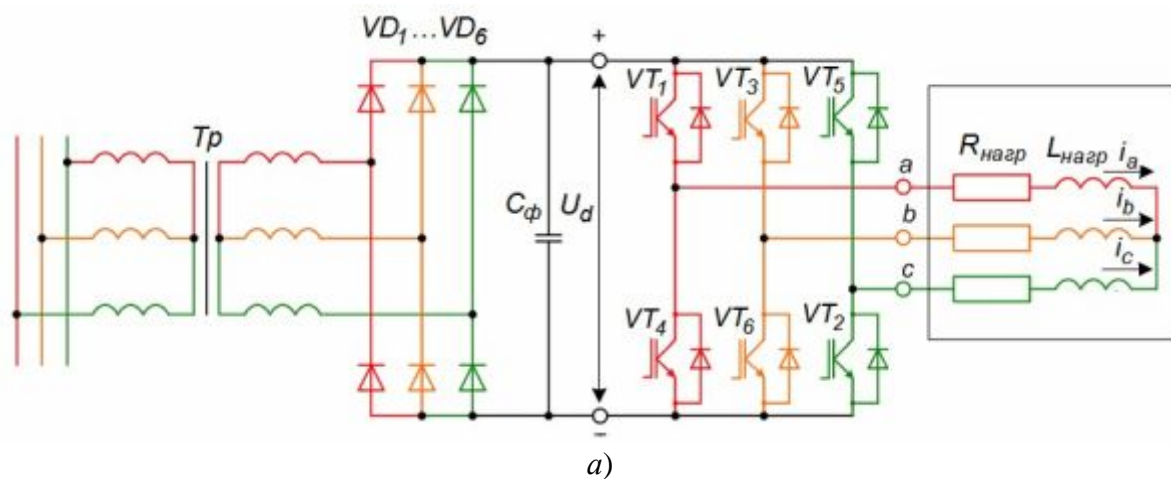 VD1...VD6
+
VT1 VT3 VT5
Tp
Rнагр Lнагр ia
a
Cф Ud
b ib
c ic
VT4 VT6 VT2
−
а)